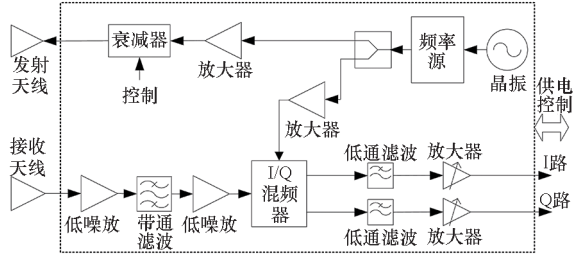 发射
天线
衰减器
控制
放大器
频率
源
晶振
供电
控制
放大器
接收
天线
低噪放
带通
滤波
低噪放
I/Q
混频
器
低通滤波
放大器
I路
低通滤波
放大器
Q路